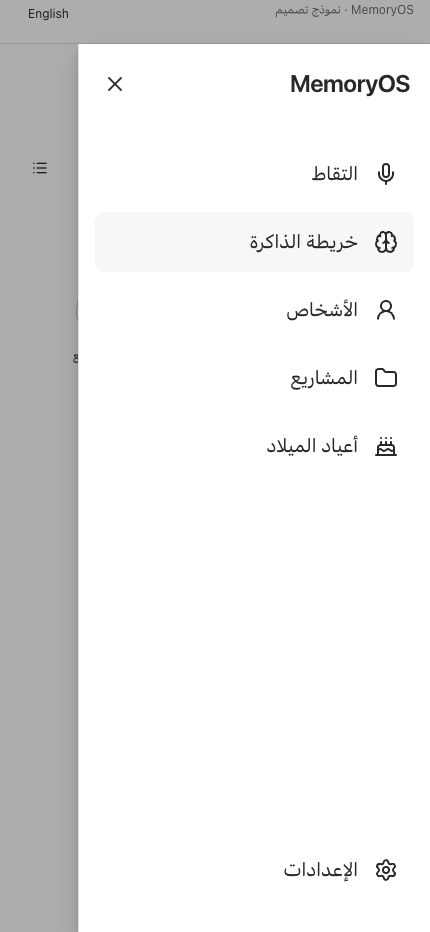 MemoryOS · نموذج تصميم
English
MemoryOS
التقاط
خريطة الذاكرة
الأشخاص
المشاريع
أعياد الميلاد
الإعدادات